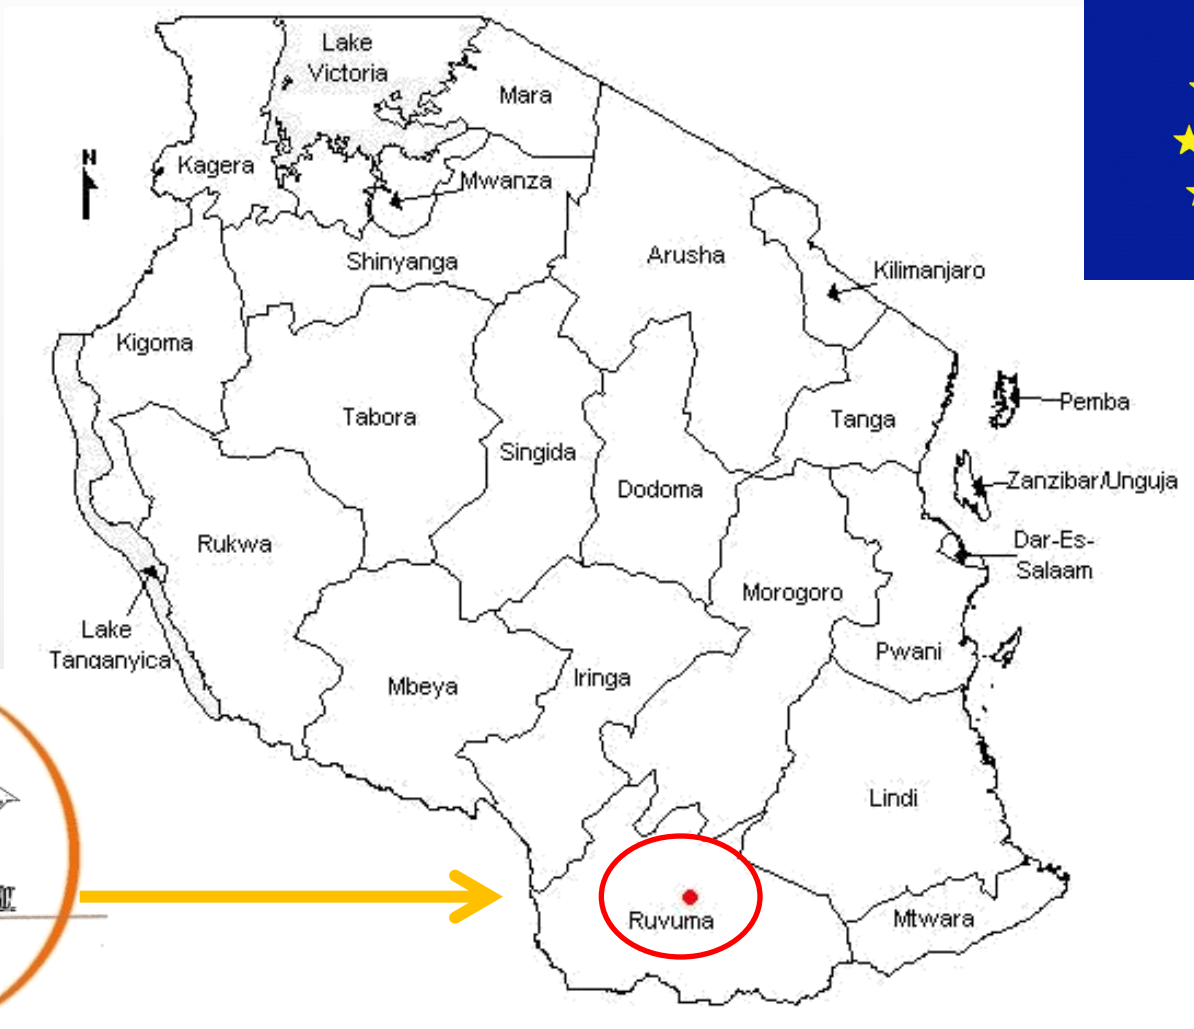 Lake
Victoria
Mara
N
Kagera
Mwanza
Arusha
Shinyanga
Kilimanjaro
Kigoma
Pemba
Tabora
Tanga
Singida
Zanzibar/Unguja
Dodoma
Rukwa
Dar-Es-
Salaam
Morogoro
Lake
Tanganyica
Pwani
Iringa
Mbeya
Lindi
Ruvuma
Mtwara